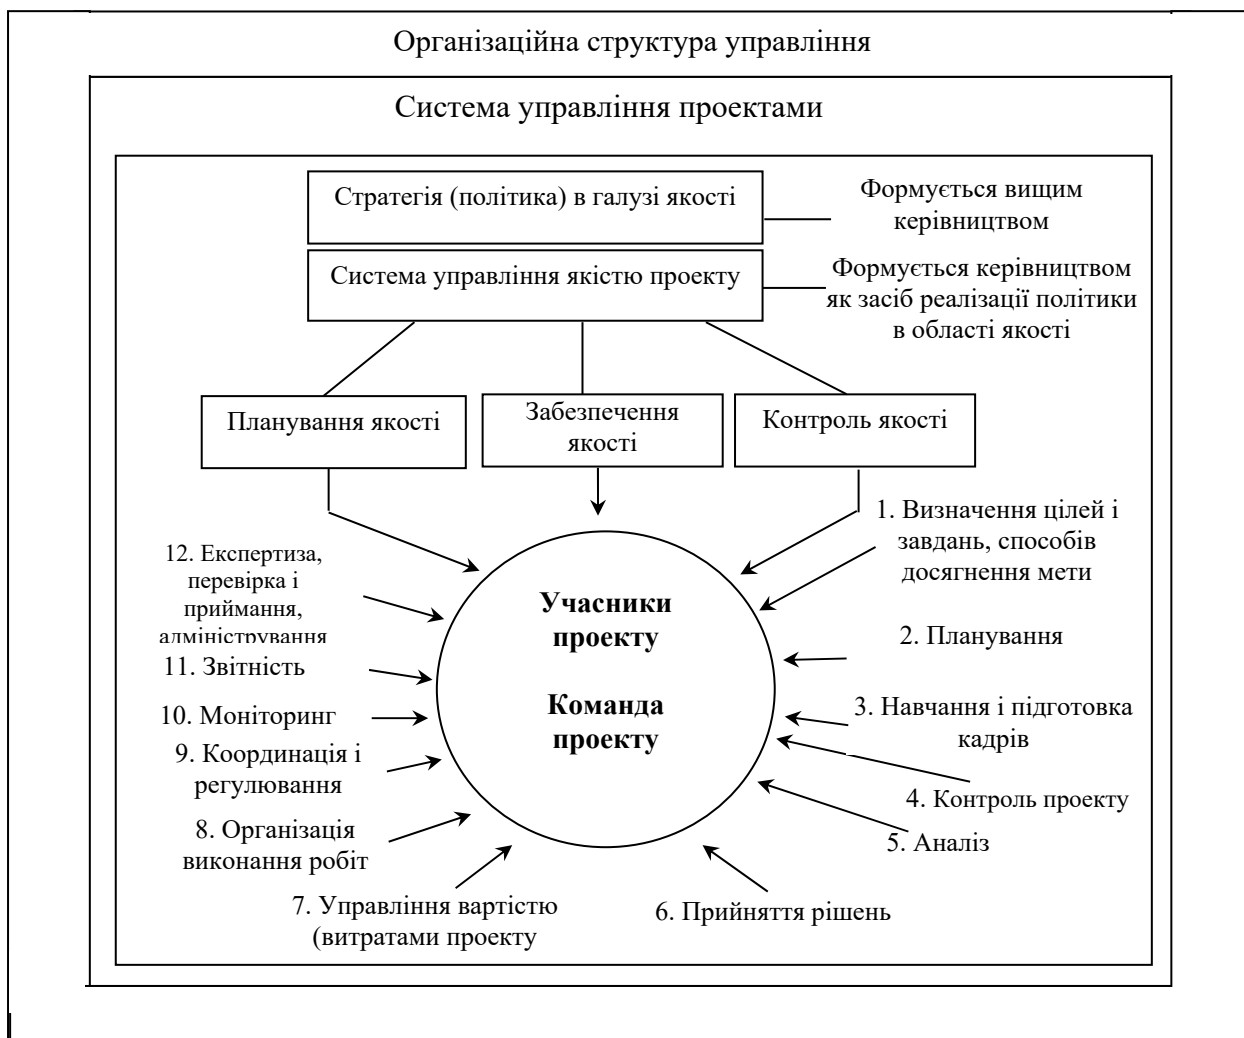 Організаційна структура управління
Система управління проектами
Стратегія (політика) в галузі якості
Формується вищим
керівництвом
Система управління якістю проекту
Формується керівництвом
як засіб реалізації політики
в області якості
Планування якості
Забезпечення
якості
Контроль якості
1. Визначення цілей і
завдань, способів
досягнення мети
12. Експертиза,
перевірка і
приймання,
адміністрування
Учасники
проекту
Команда
проекту
2. Планування
11. Звітність
3. Навчання і підготовка
кадрів
10. Моніторинг
9. Координація і
регулювання
4. Контроль проекту
8. Організація
виконання робіт
5. Аналіз
7. Управління вартістю
(витратами проекту
6. Прийняття рішень